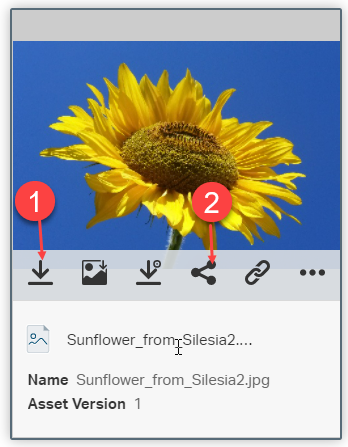 1
2
Sunflower_from_Silesia2....
Name Sunflower_from_Silesia2.jpg
Asset Version 1